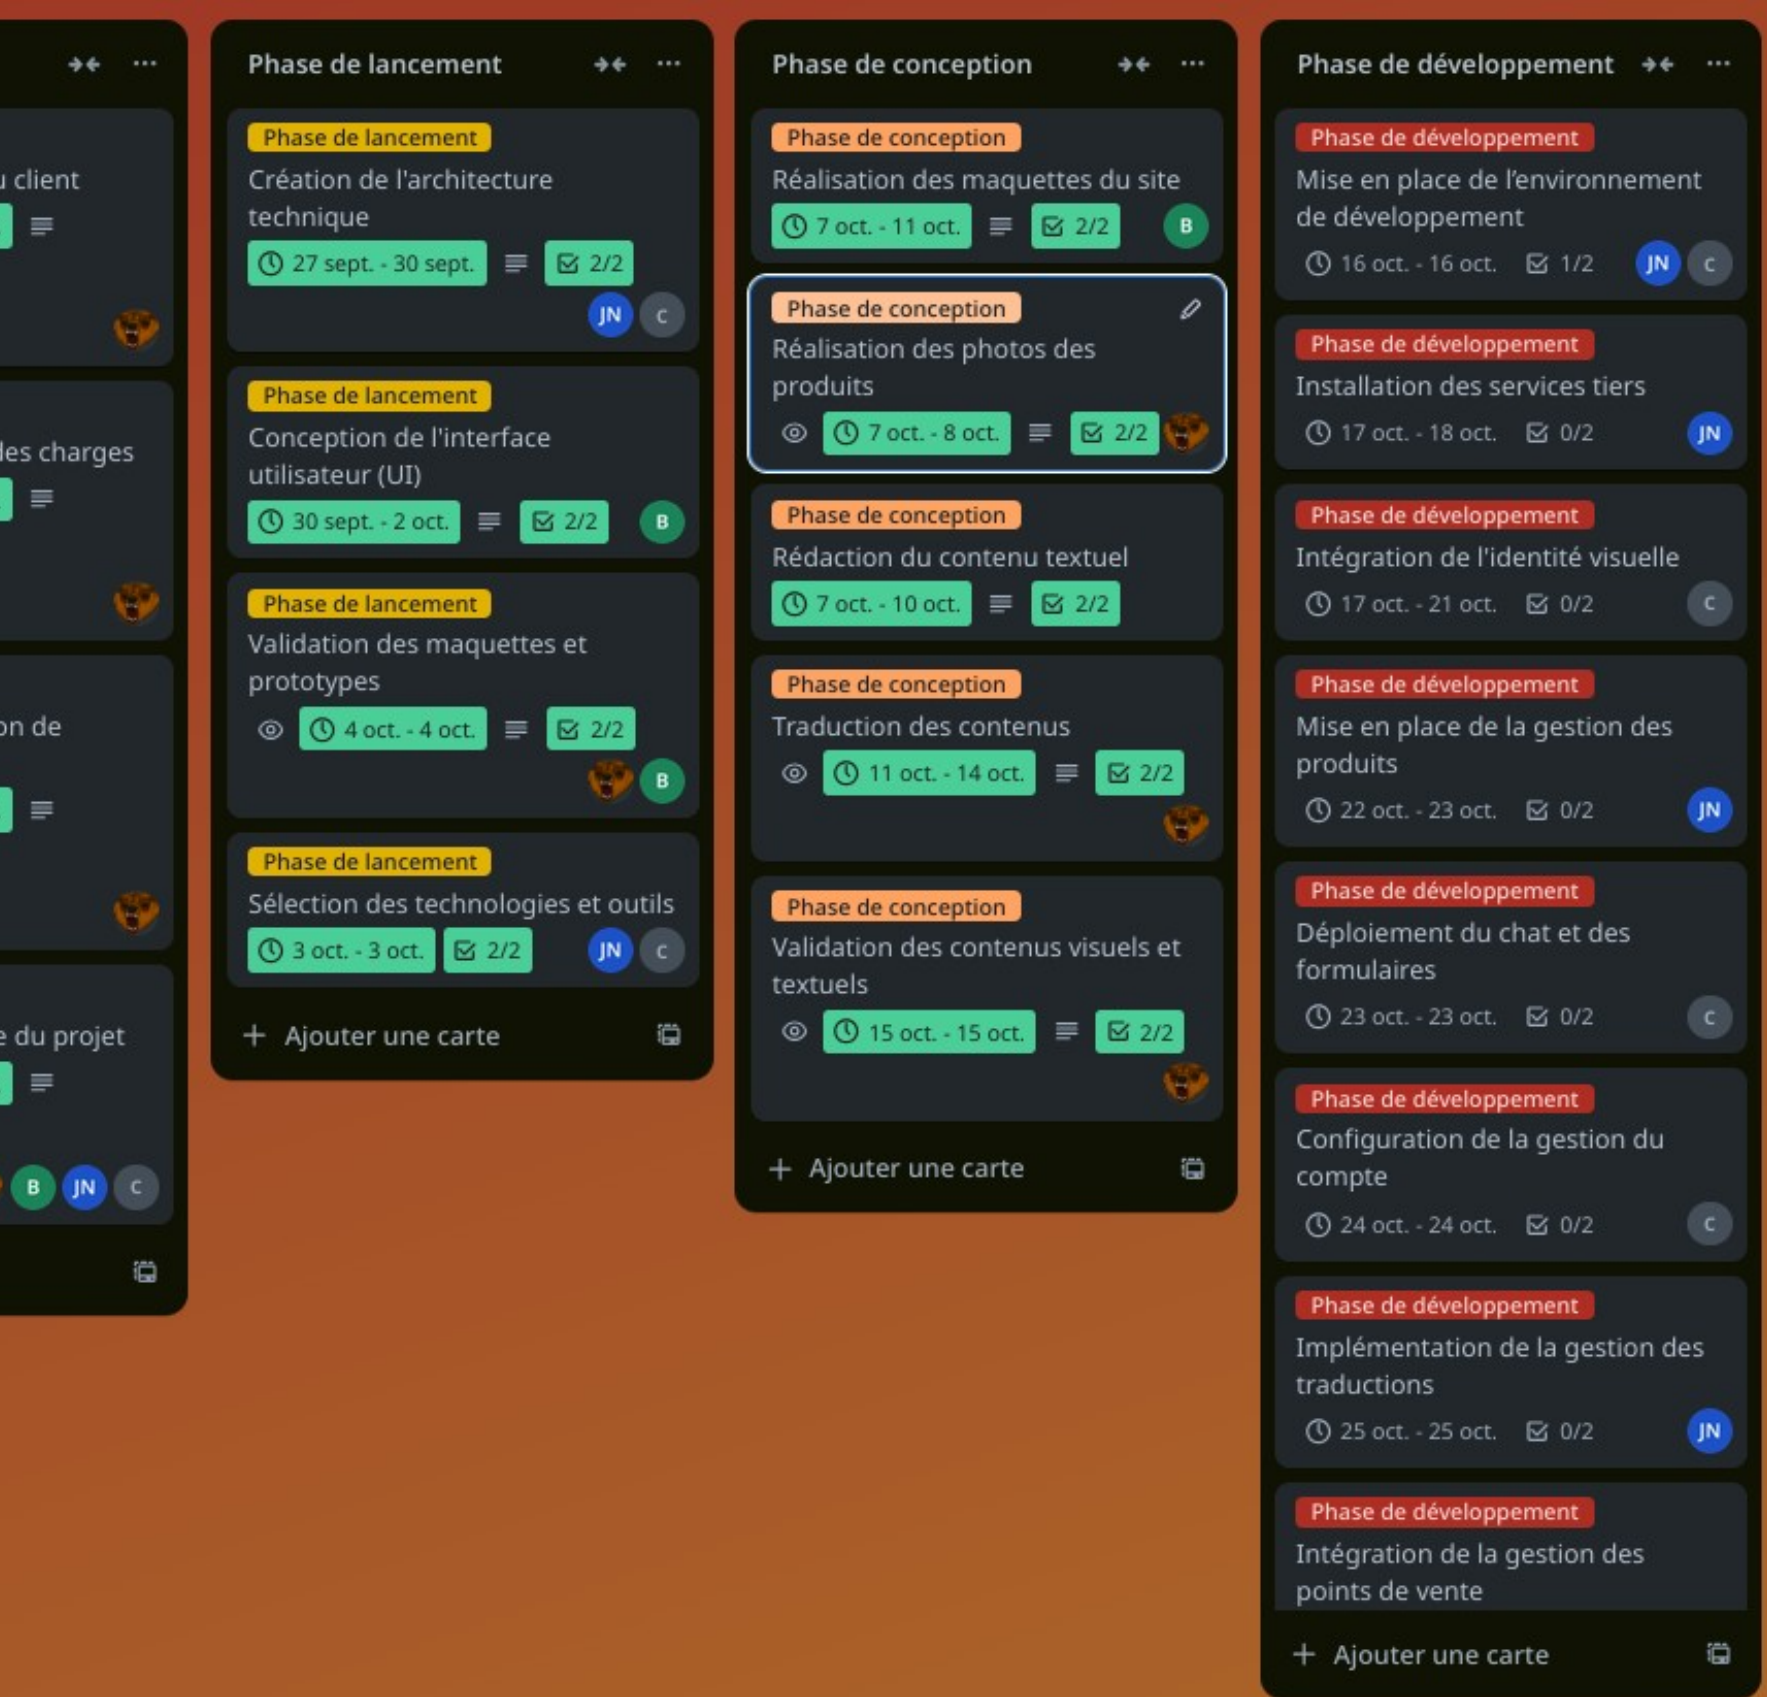 u client
les charges
on de
e du projet
B JN C
Phase de lancement
Phase de lancement
Création de l'architecture
technique
27 sept. - 30 sept. 2/2
JN C
Phase de lancement
Conception de l'interface
utilisateur (UI)
30 sept. - 2 oct. 2/2 B
Phase de lancement
Validation des maquettes et
prototypes
4 oct. - 4 oct. 2/2
B
Phase de lancement
Sélection des technologies et outils
3 oct. - 3 oct. 2/2 JN C
+ Ajouter une carte
Phase de conception
Phase de conception
Réalisation des maquettes du site
7 oct. - 11 oct. 2/2 B
Phase de conception
Réalisation des photos des
produits
7 oct. - 8 oct. 2/2
Phase de conception
Rédaction du contenu textuel
7 oct. - 10 oct. 2/2
Phase de conception
Traduction des contenus
11 oct. - 14 oct. 2/2
Phase de conception
Validation des contenus visuels et
textuels
15 oct. - 15 oct. 2/2
+ Ajouter une carte
Phase de développement
Phase de développement
Mise en place de l’environnement
de développement
16 oct. - 16 oct. 1/2 JN C
Phase de développement
Installation des services tiers
17 oct. - 18 oct. 0/2 JN
Phase de développement
Intégration de l'identité visuelle
17 oct. - 21 oct. 0/2 C
Phase de développement
Mise en place de la gestion des
produits
22 oct. - 23 oct. 0/2 JN
Phase de développement
Déploiement du chat et des
formulaires
23 oct. - 23 oct. 0/2 C
Phase de développement
Configuration de la gestion du
compte
24 oct. - 24 oct. 0/2 C
Phase de développement
Implémentation de la gestion des
traductions
25 oct. - 25 oct. 0/2 JN
Phase de développement
Intégration de la gestion des
points de vente
+ Ajouter une carte